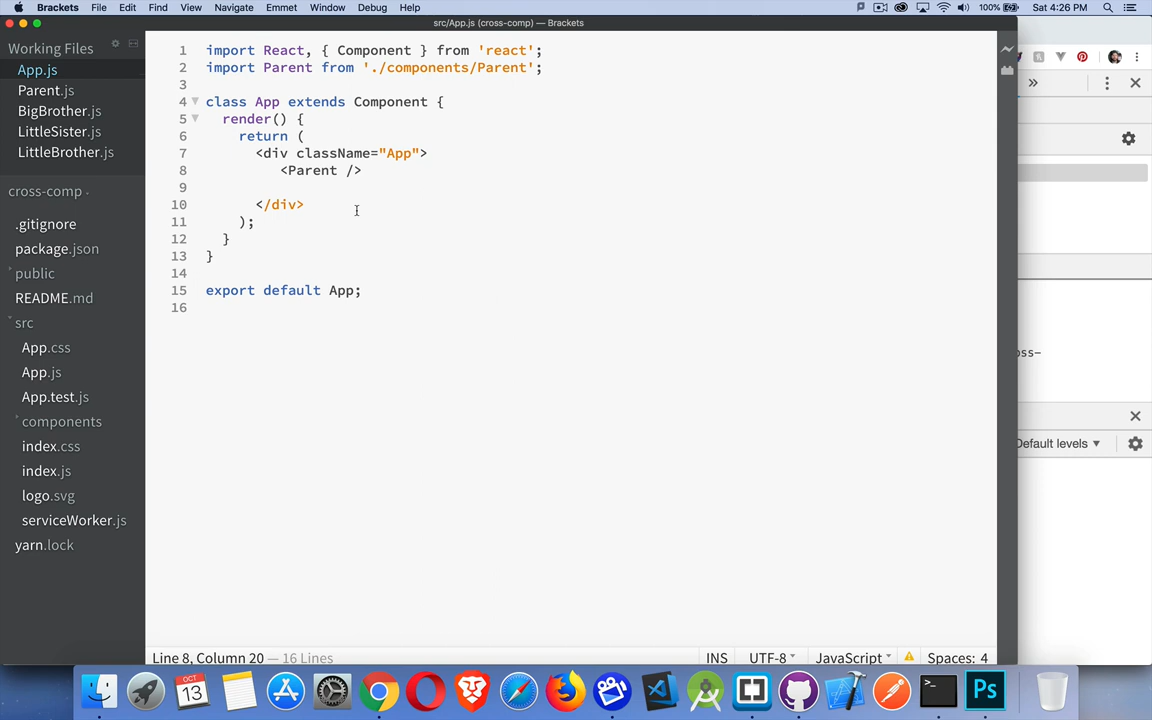 Brackets File Edit View Navigate Emmet Window Debug Help
100% Sat 4:26 PM
src/App.js (cross-comp) — Brackets
Working Files
App.js
Parent.js
BigBrother.js
LittleSister.js
LittleBrother.js
cross-comp
.gitignore
package.json
public
README.md
src
App.css
App.js
App.test.js
components
index.css
index.js
logo.svg
serviceWorker.js
yarn.lock
1 import React, { Component } from 'react';
2 import Parent from './components/Parent';
3
4 class App extends Component {
5 render() {
6 return (
7 <div className="App">
8 <Parent />
9
10 </div>
11 );
12 }
13 }
14
15 export default App;
16
»
oss-
Default levels ▼
Line 8, Column 20 — 16 Lines
INS UTF-8 JavaScript Spaces: 4
OCT
13
>_
Ps